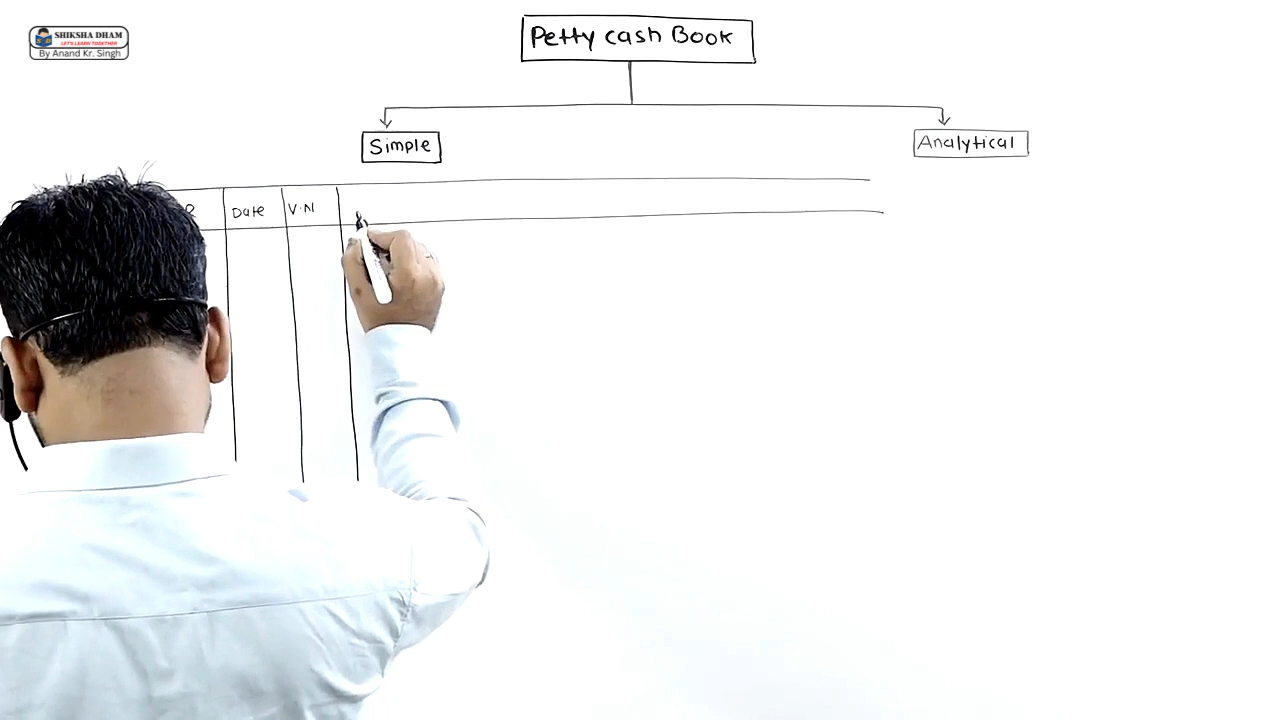 SHIKSHA DHAM
LET'S LEARN TOGETHER
By Anand Kr. Singh
Petty cash Book
Simple
Analytical
Date V.N